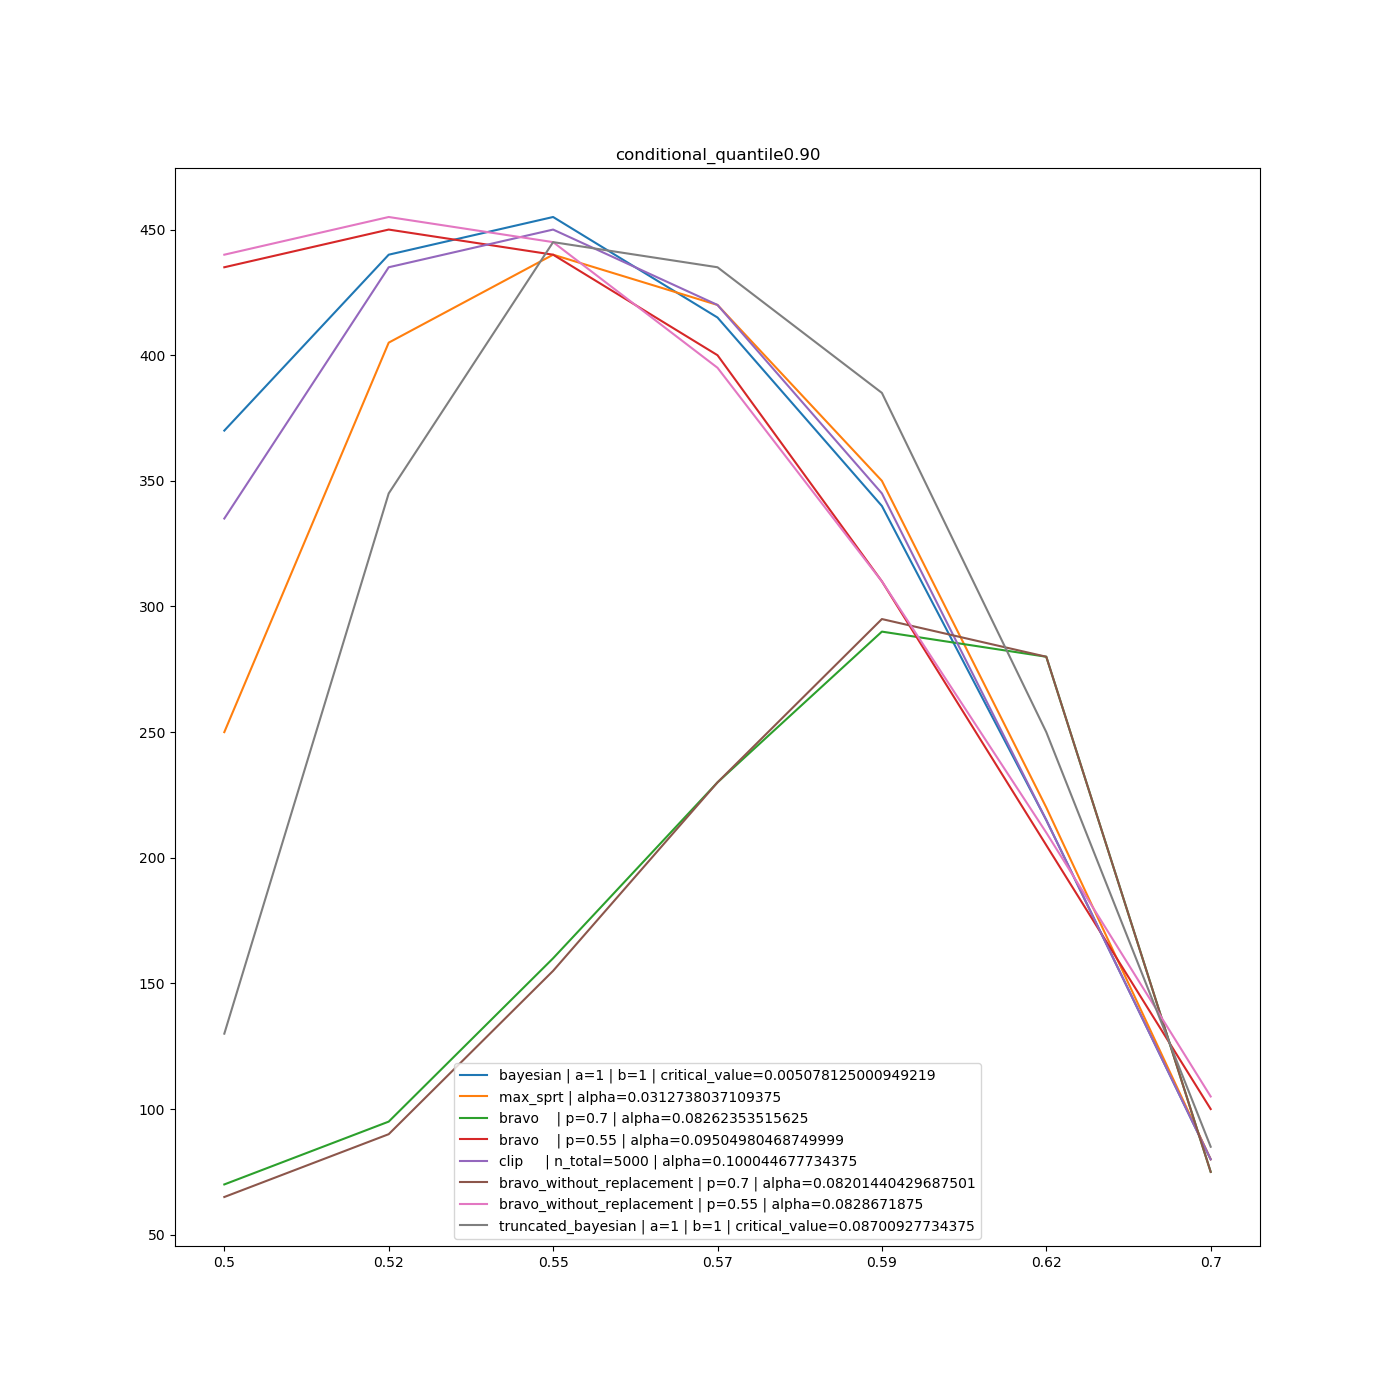 conditional_quantile0.90
450
400
350
300
250
200
150
100
50
bayesian | a=1 | b=1 | critical_value=0.005078125000949219
max_sprt | alpha=0.0312738037109375
bravo    | p=0.7 | alpha=0.08262353515625
bravo    | p=0.55 | alpha=0.09504980468749999
clip     | n_total=5000 | alpha=0.100044677734375
bravo_without_replacement | p=0.7 | alpha=0.08201440429687501
bravo_without_replacement | p=0.55 | alpha=0.0828671875
truncated_bayesian | a=1 | b=1 | critical_value=0.08700927734375
0.5 0.52 0.55 0.57 0.59 0.62 0.7